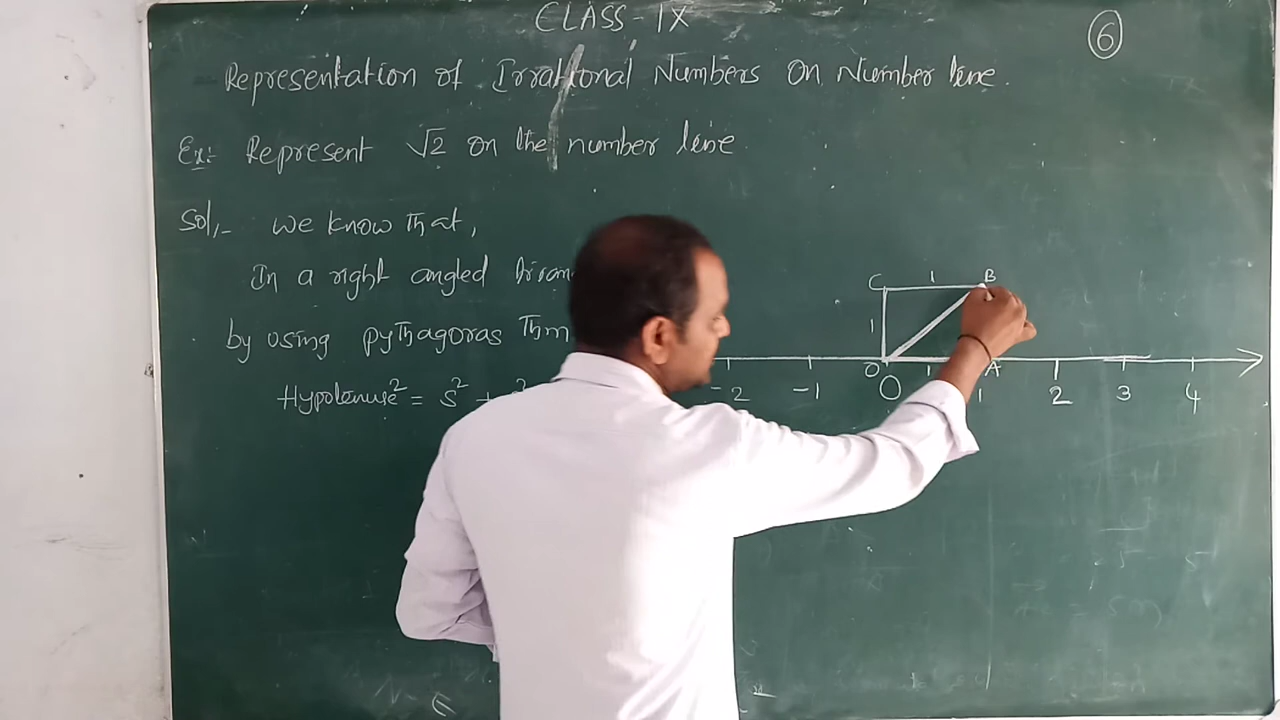 CLASS - IX
6
Representation of Irrational Numbers On Number line.
Ex:- Represent √2 on the number line
Sol,- we know that,
In a right angled
by using pythagoras Thm
Hypotenuse² = s² +
C 1 B
1
O 1 A
-2 -1 0 1 2 3 4